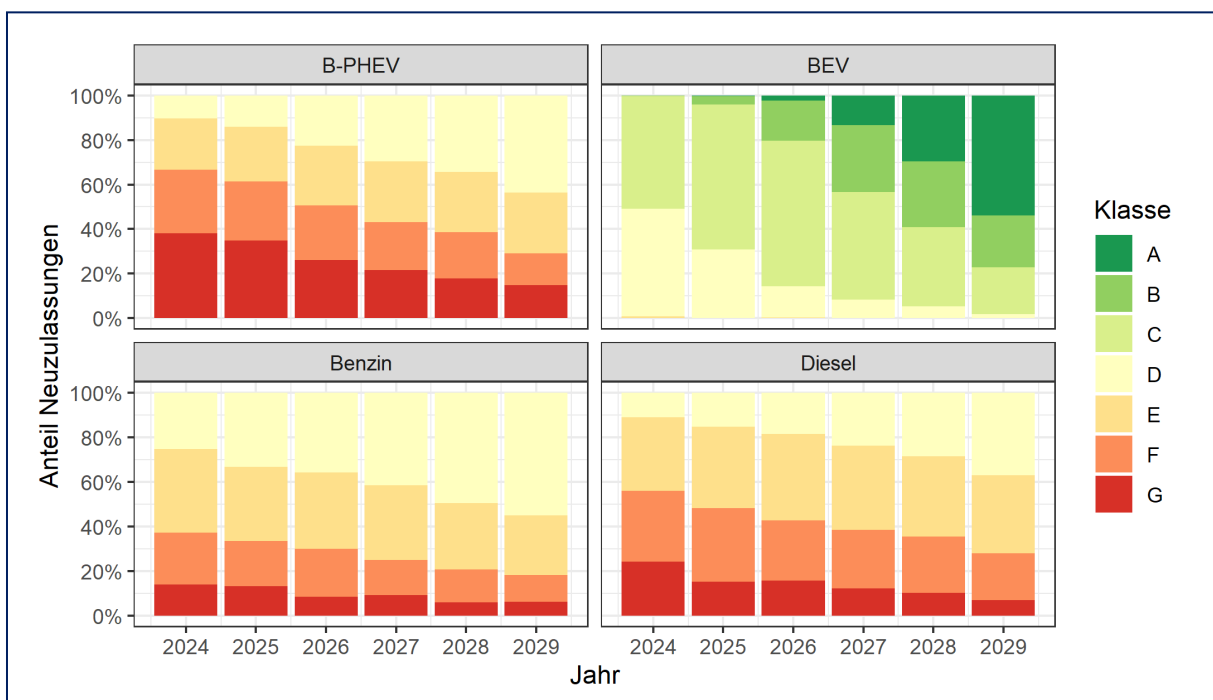 B-PHEV
BEV
100%
80%
60%
40%
20%
0%
Benzin
Diesel
100%
80%
60%
40%
20%
0%
2024 2025 2026 2027 2028 2029
2024 2025 2026 2027 2028 2029
Jahr
Anteil Neuzulassungen
Klasse
A
B
C
D
E
F
G